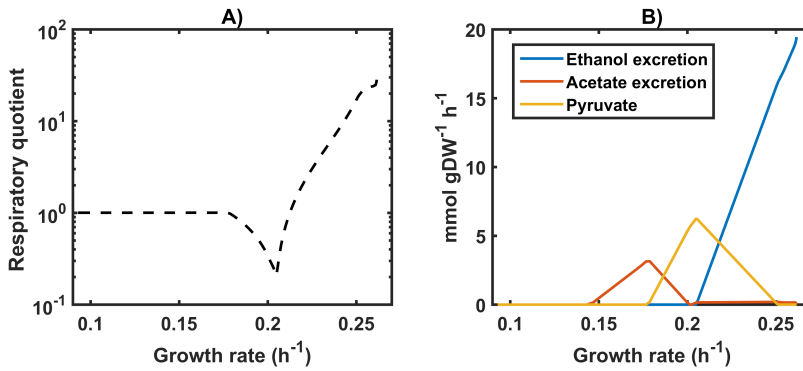 A)
Respiratory quotient
10^2
10^1
10^0
10^-1
0.1
0.15
0.2
0.25
Growth rate (h^-1)
B)
mmol gDW^-1 h^-1
20
15
10
5
0
Ethanol excretion
Acetate excretion
Pyruvate
0.1
0.15
0.2
0.25
Growth rate (h^-1)